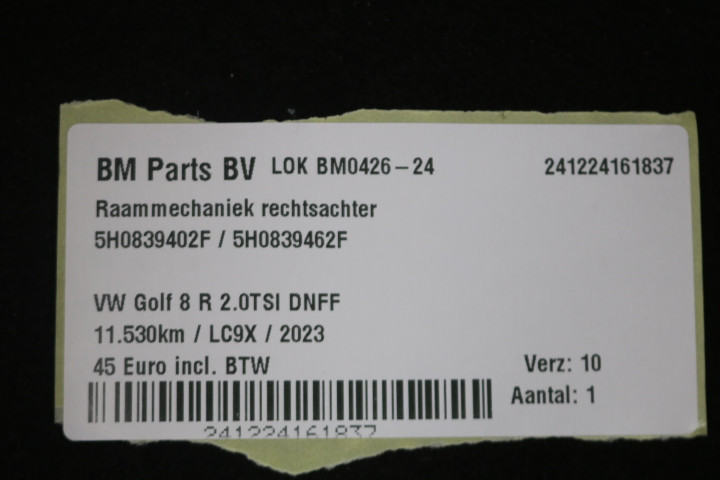 BM Parts BV LOK BM0426-24 241224161837
Raammechaniek rechtsachter
5H0839402F / 5H0839462F
VW Golf 8 R 2.0TSI DNFF
11.530km / LC9X / 2023
45 Euro incl. BTW Verz: 10
Aantal: 1
241224161837